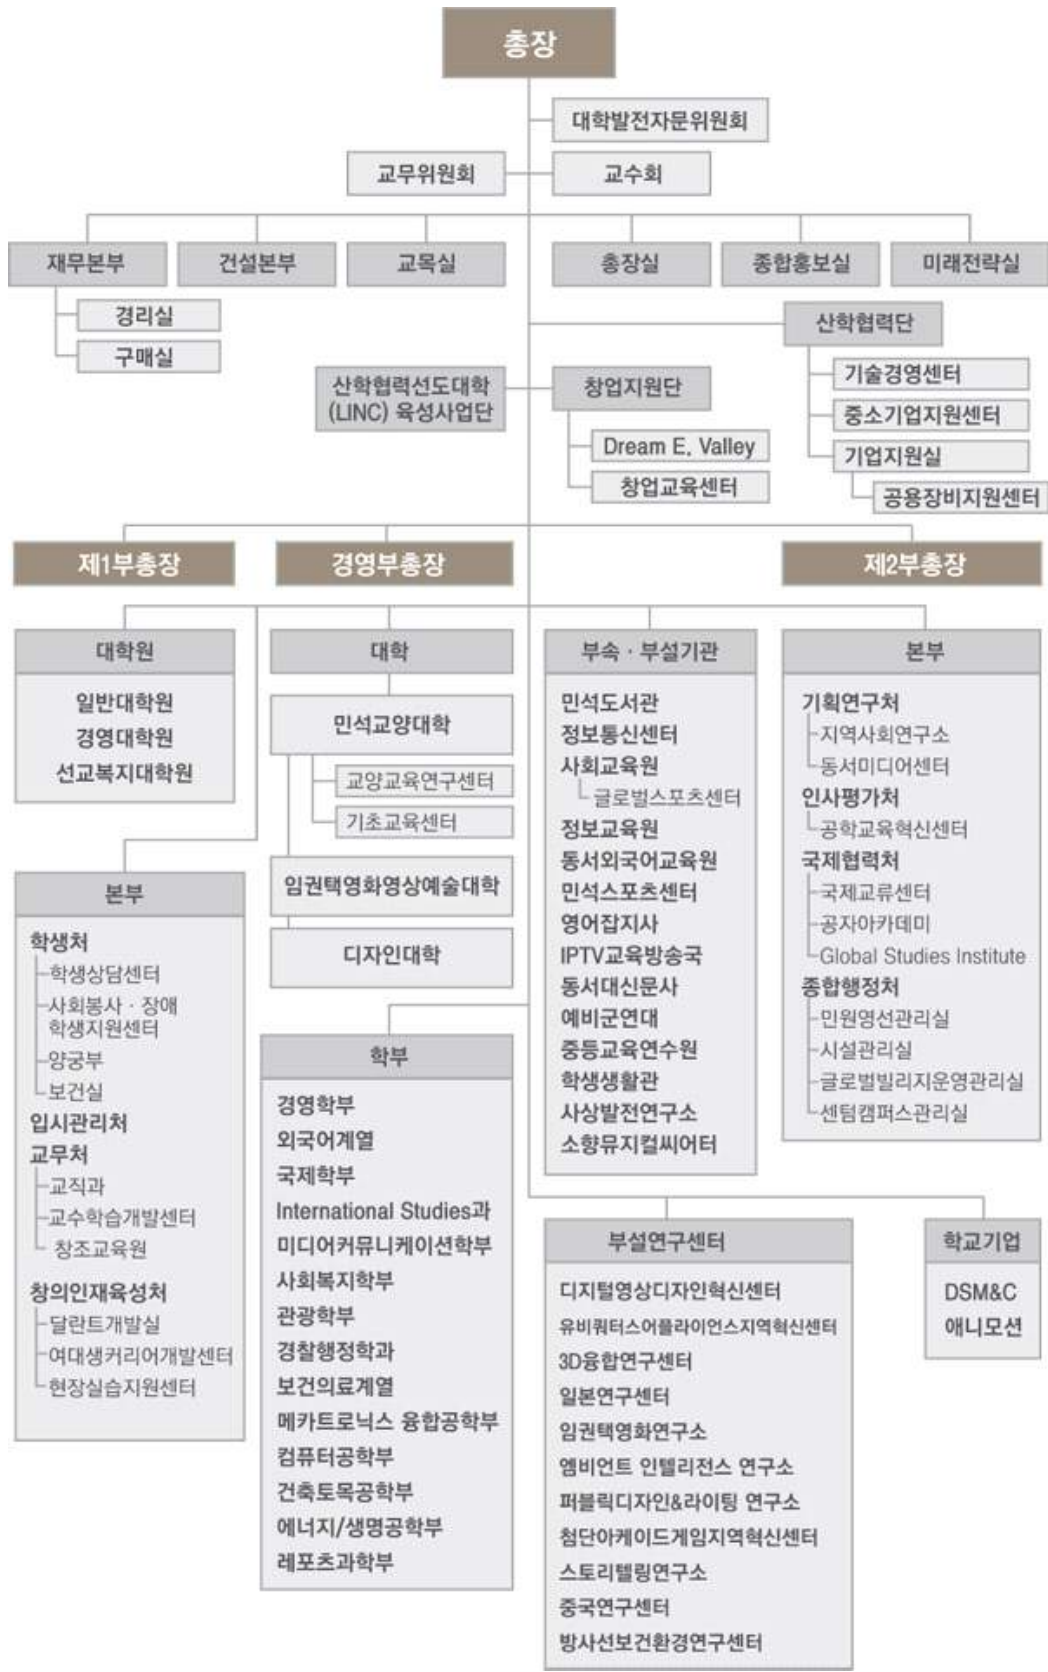 총장
대학발전자문위원회
교무위원회
교수회
재무본부
건설본부
교목실
총장실
종합홍보실
미래전략실
경리실
구매실
산학협력단
기술경영센터
중소기업지원센터
기업지원실
공용장비지원센터
산학협력선도대학
(LINC) 육성사업단
창업지원단
Dream E. Valley
창업교육센터
제1부총장
경영부총장
제2부총장
대학원
일반대학원
경영대학원
선교복지대학원
본부
학생처
학생상담센터
사회봉사 · 장애
학생지원센터
양궁부
보건실
입시관리처
교무처
교직과
교수학습개발센터
창조교육원
창의인재육성처
달란트개발실
여대생커리어개발센터
현장실습지원센터
대학
민석교양대학
교양교육연구센터
기초교육센터
임권택영화영상예술대학
디자인대학
학부
경영학부
외국어계열
국제학부
International Studies과
미디어커뮤니케이션학부
사회복지학부
관광학부
경찰행정학과
보건의료계열
메카트로닉스 융합공학부
컴퓨터공학부
건축토목공학부
에너지/생명공학부
레포츠과학부
부속 · 부설기관
민석도서관
정보통신센터
사회교육원
글로벌스포츠센터
정보교육원
동서외국어교육원
민석스포츠센터
영어잡지사
IPTV교육방송국
동서대신문사
예비군연대
중등교육연수원
학생생활관
사상발전연구소
소향뮤지컬씨어터
본부
기획연구처
지역사회연구소
동서미디어센터
인사평가처
공학교육혁신센터
국제협력처
국제교류센터
공자아카데미
Global Studies Institute
종합행정처
민원영선관리실
시설관리실
글로벌빌리지운영관리실
센텀캠퍼스관리실
부설연구센터
디지털영상디자인혁신센터
유비쿼터스어플라이언스지역혁신센터
3D융합연구센터
일본연구센터
임권택영화연구소
엠비언트 인텔리전스 연구소
퍼블릭디자인&라이팅 연구소
첨단아케이드게임지역혁신센터
스토리텔링연구소
중국연구센터
방사선보건환경연구센터
학교기업
DSM&C
애니모션